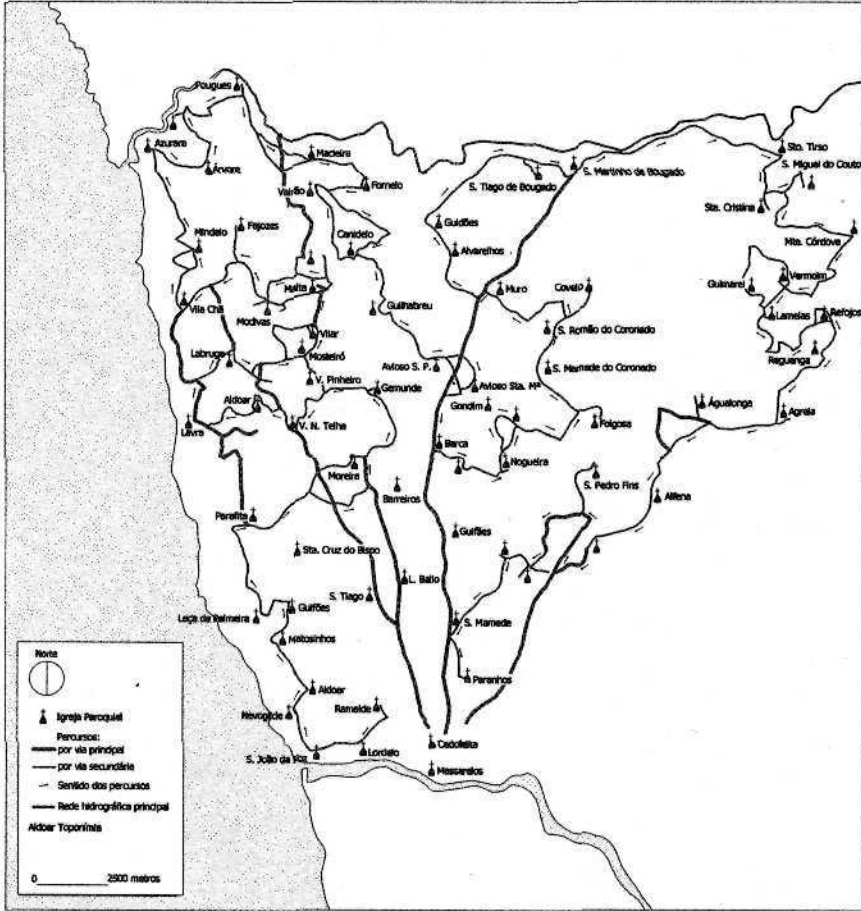 Pougues
Azurara
Árvore
Macieira
Vairão
Fornelo
S. Tiago de Bougado
S. Martinho de Bougado
Sto. Tirso
S. Miguel do Couto
Sta. Cristina
Mte. Córdova
Mindelo
Fajozes
Canidelo
Guidões
Alvarelhos
Vermoim
Guimarei
Vila Chã
Modivas
Malta
Guilhabreu
Muro
Covelo
Lamelas
Refojos
Vilar
Mosteiró
S. Romão do Coronado
Reguenga
Labruge
V. Pinheiro
Avioso S. P.
Avioso Sta. Mª
S. Mamede do Coronado
Gemunde
Aldoar
Gondim
Águalonga
Agrela
Lavra
V. N. Telha
Folgosa
Barca
Nogueira
Moreira
Barreiros
S. Pedro Fins
Alfena
Perafita
Guifães
Sta. Cruz do Bispo
L. Balio
S. Tiago
Leça da Palmeira
Guifões
S. Mamede
Matosinhos
Paranhos
Aldoar
Nevogilde
Ramalde
S. João da Foz
Lordelo
Cedofeita
Massarelos
Norte
Igreja Paroquial
Percursos:
por via principal
por via secundária
Sentido dos percursos
Rede hidrográfica principal
Aldoar Toponímia
0 2500 metros